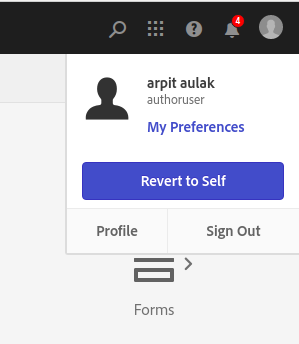 4
arpit aulak
authoruser
My Preferences
Revert to Self
Profile
Sign Out
Forms